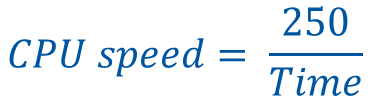 CPU speed = 250 / Time